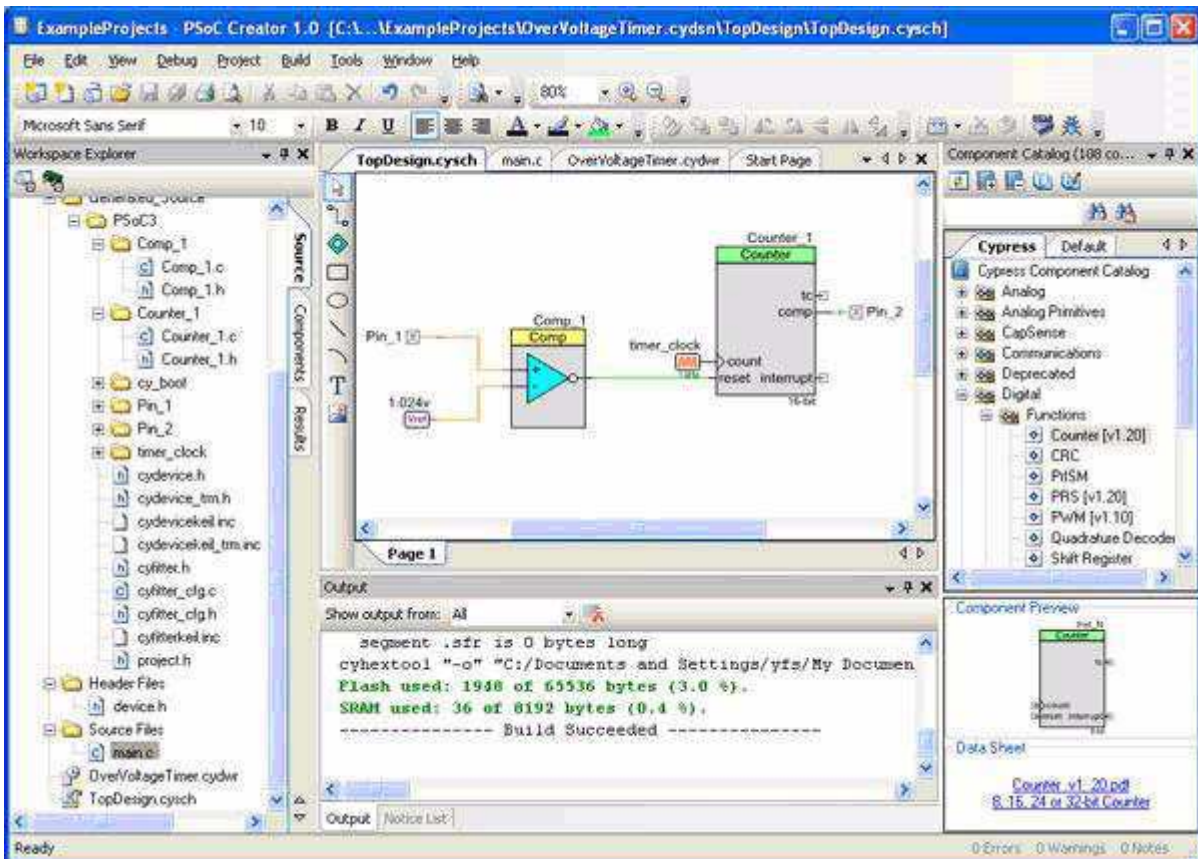 ExampleProjects - PSoC Creator 1.0 [C:\...\ExampleProjects\OverVoltageTimer.cydsn\TopDesign\TopDesign.cysch]
File Edit View Debug Project Build Tools Window Help
80%
Microsoft Sans Serif 10 B I U A
Workspace Explorer
Generated_Source
PSoC3
Comp_1
Comp_1.c
Comp_1.h
Counter_1
Counter_1.c
Counter_1.h
cy_boot
Pin_1
Pin_2
timer_clock
cydevice.h
cydevice_trm.h
cydevicekeil.inc
cydevicekeil_trm.inc
cyfitter.h
cyfitter_cfg.c
cyfitter_cfg.h
cyfitterkeil.inc
project.h
Header Files
device.h
Source Files
main.c
OverVoltageTimer.cydwr
TopDesign.cysch
Source
Components
Results
TopDesign.cysch main.c OverVoltageTimer.cydwr Start Page
T
Counter_1
Counter
tc
comp
Pin_2
Pin_1
Comp_1
Comp
timer_clock
count
reset interrupt
16-bit
1.024v
Vref
Page 1
Output
Show output from: All
segment .sfr is 0 bytes long
cyhextool "-o" "C:/Documents and Settings/yfs/My Documen
Flash used: 1948 of 65536 bytes (3.0 %).
SRAM used: 36 of 8192 bytes (0.4 %).
--------------- Build Succeeded ---------------
Output Notice List
Component Catalog (108 co...
Cypress Default
Cypress Component Catalog
Analog
Analog Primitives
CapSense
Communications
Deprecated
Digital
Functions
Counter [v1.20]
CRC
PrISM
PRS [v1.20]
PWM [v1.10]
Quadrature Decoder
Shift Register
Component Preview
Counter
Data Sheet
Counter_v1_20.pdf
8, 16, 24 or 32-bit Counter
Ready
0 Errors 0 Warnings 0 Notes